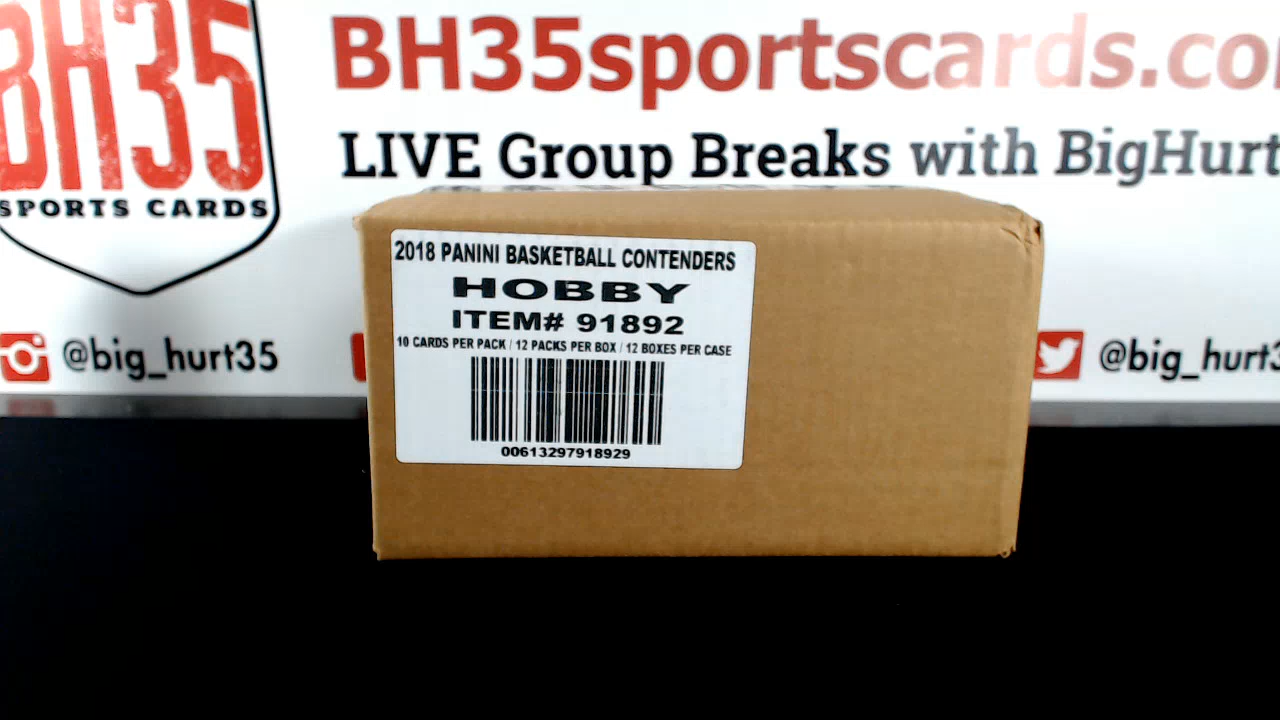 BH35
SPORTS CARDS
BH35sportscards.co
LIVE Group Breaks with BigHurt
@big_hurt35
@big_hurt3
2018 PANINI BASKETBALL CONTENDERS
HOBBY
ITEM# 91892
10 CARDS PER PACK / 12 PACKS PER BOX / 12 BOXES PER CASE
00613297918929